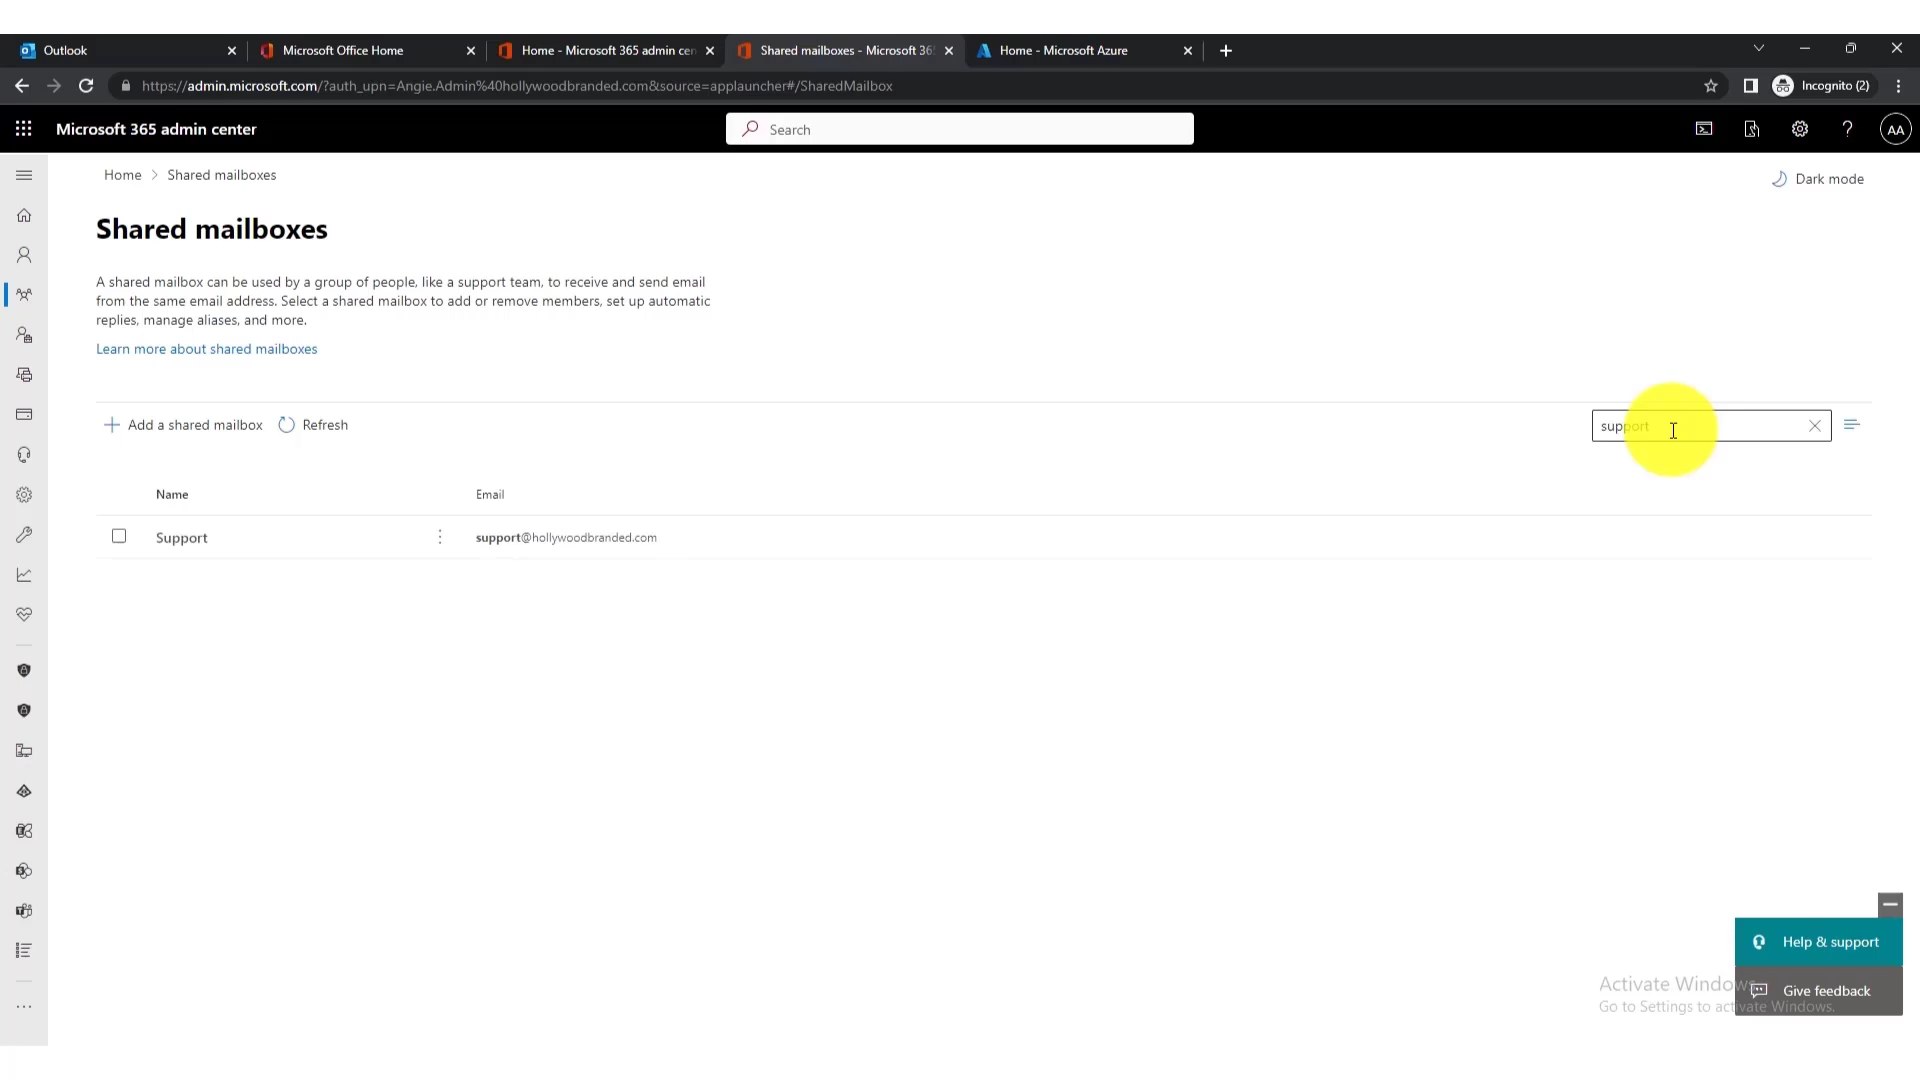 Outlook
Microsoft Office Home
Home - Microsoft 365 admin cen
Shared mailboxes - Microsoft 36
Home - Microsoft Azure
https://admin.microsoft.com/?auth_upn=Angie.Admin%40hollywoodbranded.com&source=applauncher#/SharedMailbox
Incognito (2)
Microsoft 365 admin center
Search
AA
Home > Shared mailboxes
Dark mode
Shared mailboxes
A shared mailbox can be used by a group of people, like a support team, to receive and send email
from the same email address. Select a shared mailbox to add or remove members, set up automatic
replies, manage aliases, and more.
Learn more about shared mailboxes
Add a shared mailbox
Refresh
support
Name
Email
Support
support@hollywoodbranded.com
Help & support
Give feedback
Activate Windows
Go to Settings to activate Windows.